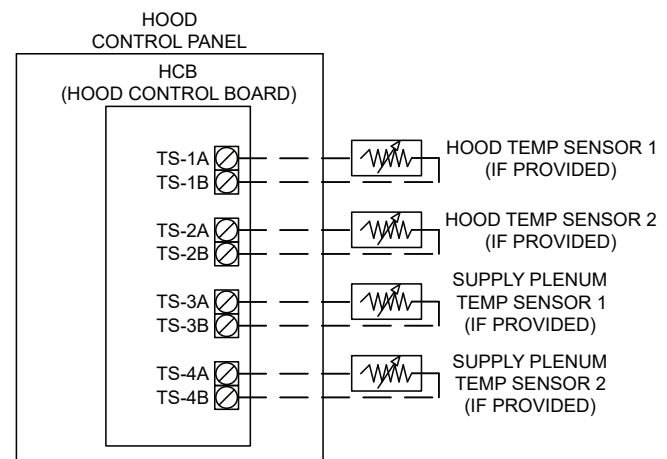 HOOD
CONTROL PANEL
HCB
(HOOD CONTROL BOARD)
TS-1A
TS-1B
HOOD TEMP SENSOR 1
(IF PROVIDED)
TS-2A
TS-2B
HOOD TEMP SENSOR 2
(IF PROVIDED)
TS-3A
TS-3B
SUPPLY PLENUM
TEMP SENSOR 1
(IF PROVIDED)
TS-4A
TS-4B
SUPPLY PLENUM
TEMP SENSOR 2
(IF PROVIDED)